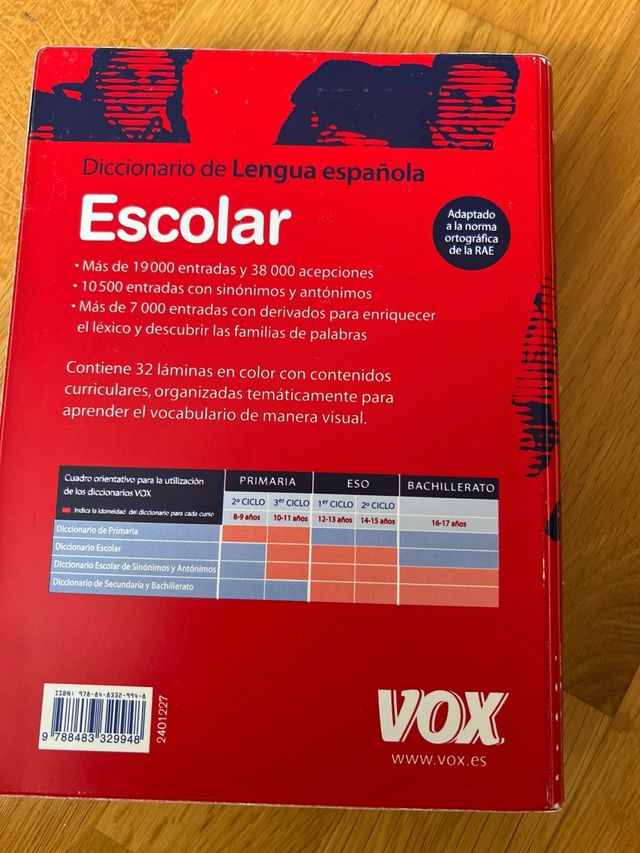 Diccionario de Lengua española
Escolar
Adaptado
a la norma
ortográfica
de la RAE
• Más de 19000 entradas y 38 000 acepciones
• 10500 entradas con sinónimos y antónimos
• Más de 7 000 entradas con derivados para enriquecer
el léxico y descubrir las familias de palabras
Contiene 32 láminas en color con contenidos
curriculares, organizadas temáticamente para
aprender el vocabulario de manera visual.
Cuadro orientativo para la utilización
de los diccionarios VOX
Indica la idoneidad del diccionario para cada curso
PRIMARIA ESO BACHILLERATO
2º CICLO 3er CICLO 1er CICLO 2º CICLO
8-9 años 10-11 años 12-13 años 14-15 años 16-17 años
Diccionario de Primaria
Diccionario Escolar
Diccionario Escolar de Sinónimos y Antónimos
Diccionario de Secundaria y Bachillerato
ISBN: 978-84-8332-994-8
9 788483 329948
2401227
VOX
www.vox.es